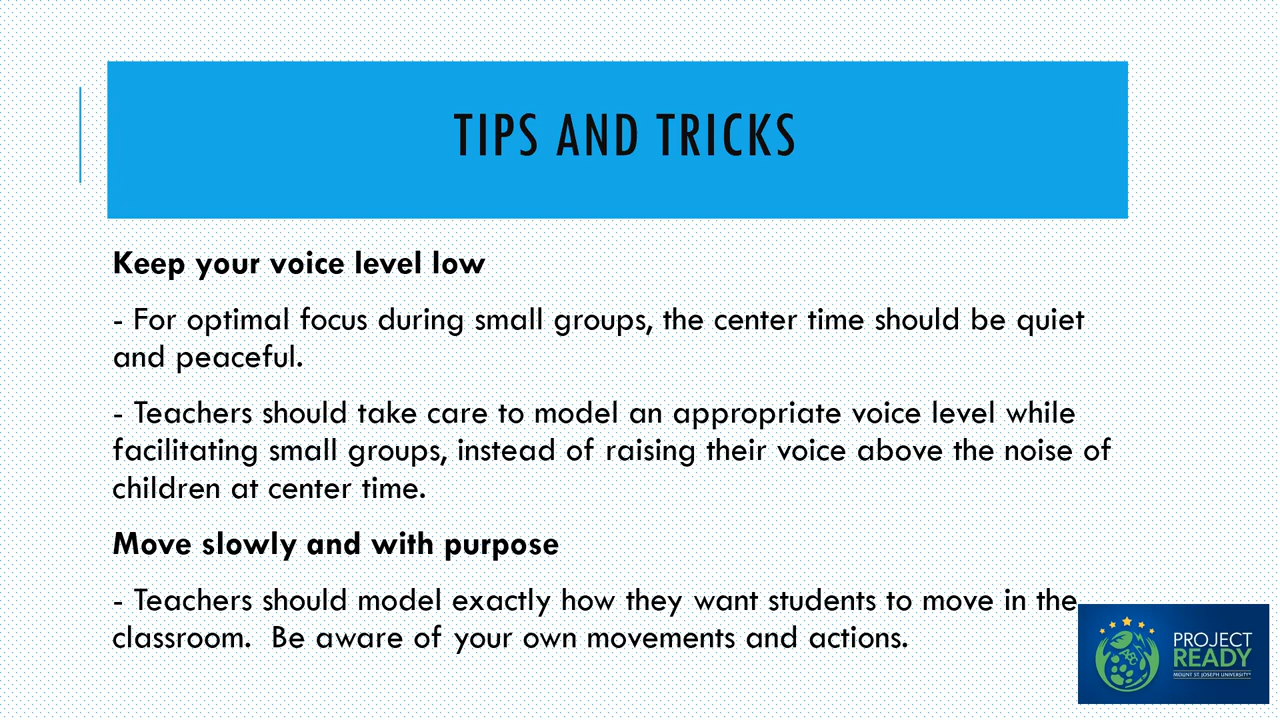 TIPS AND TRICKS
Keep your voice level low
- For optimal focus during small groups, the center time should be quiet
and peaceful.
- Teachers should take care to model an appropriate voice level while
facilitating small groups, instead of raising their voice above the noise of
children at center time.
Move slowly and with purpose
- Teachers should model exactly how they want students to move in the
classroom.  Be aware of your own movements and actions.
ABC
PROJECT
READY
MOUNT ST. JOSEPH UNIVERSITY®